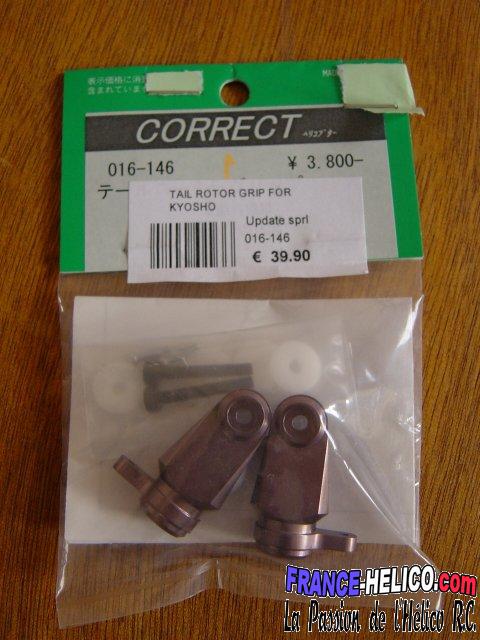 表示価格に消
含まれていませ
MADE
CORRECT ヘリコプター
016-146
¥ 3.800-
テー
TAIL ROTOR GRIP FOR
KYOSHO
Update sprl
016-146
€ 39.90
FRANCE-HELICO.com
La Passion de l'Hélico R.C.